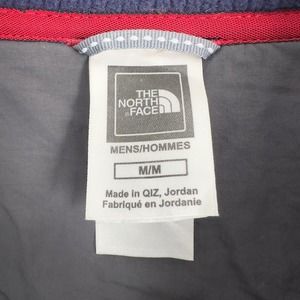 THE
NORTH
FACE
MENS/HOMMES
M/M
Made in QIZ, Jordan
Fabriqué en Jordanie